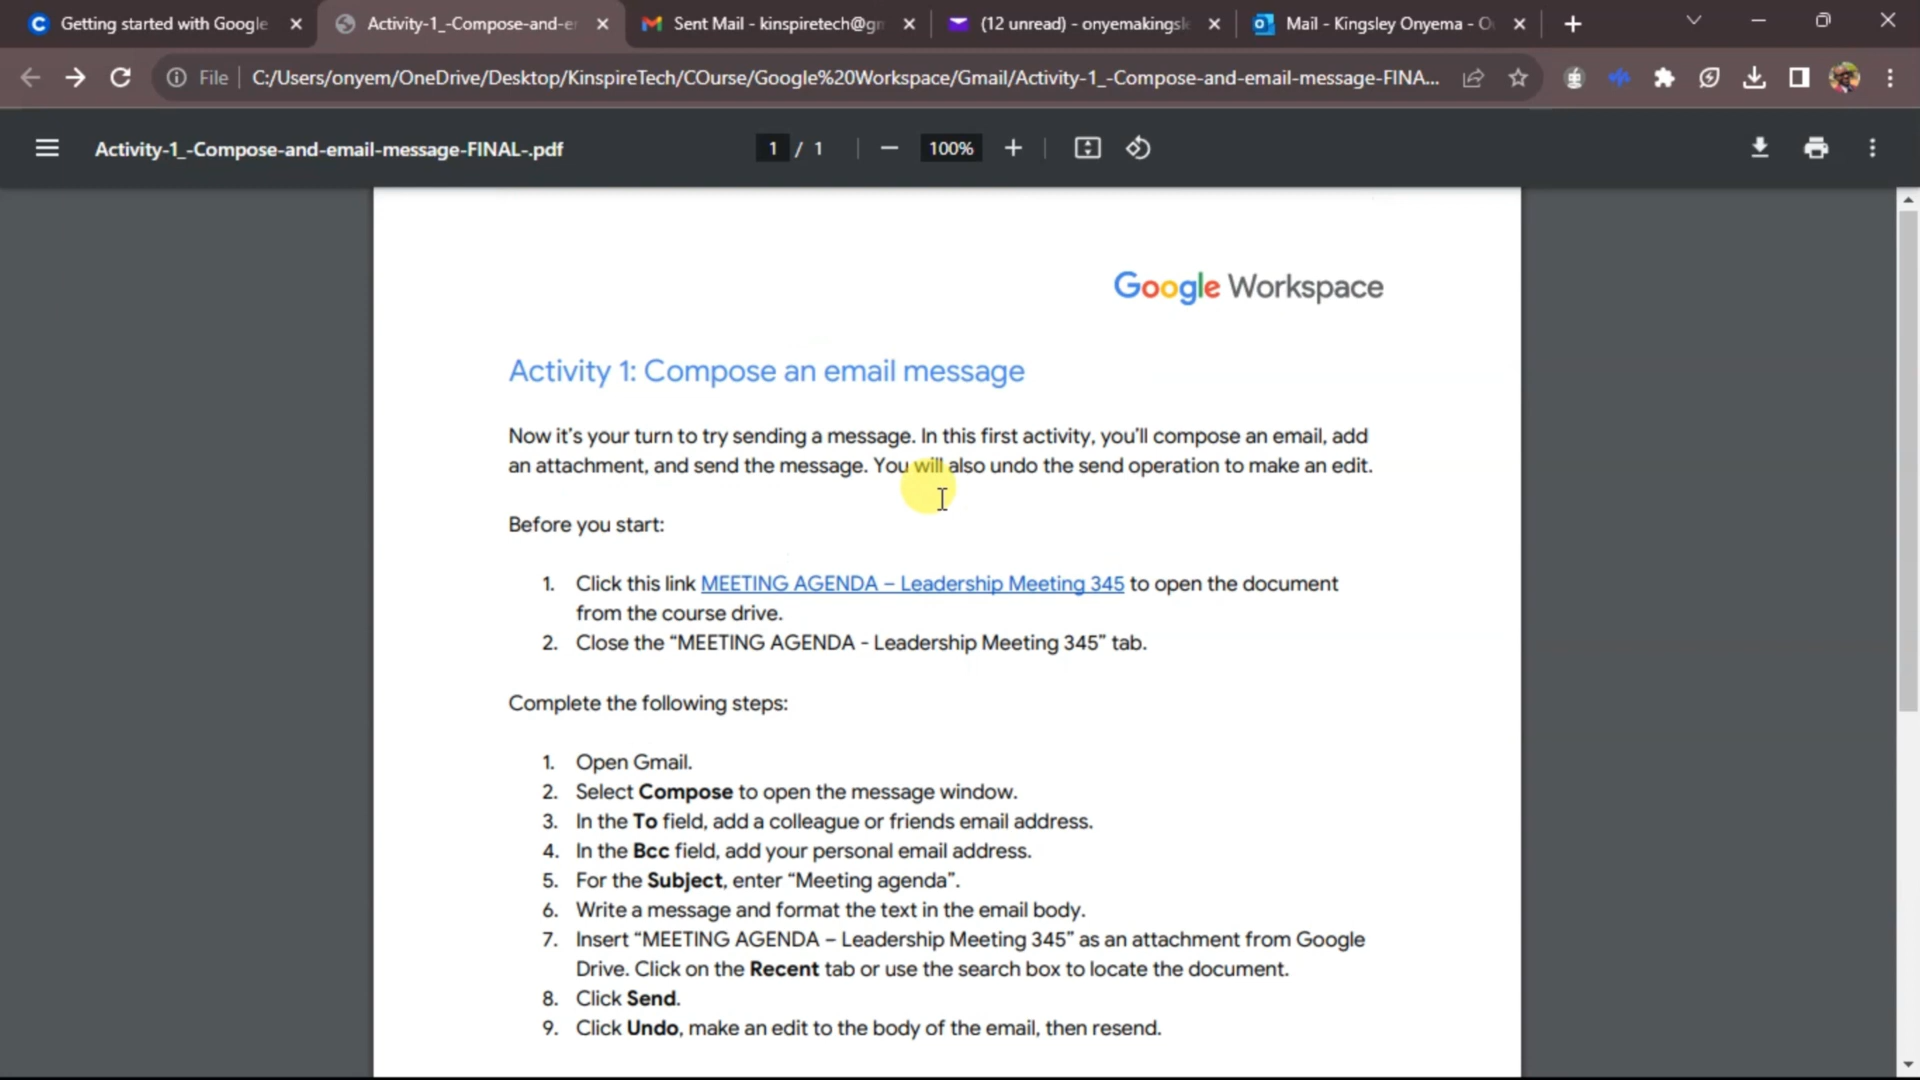 Getting started with Google
Activity-1_-Compose-and-er
Sent Mail - kinspiretech@gm
(12 unread) - onyemakingsle
Mail - Kingsley Onyema - O
File
C:/Users/onyem/OneDrive/Desktop/KinspireTech/COurse/Google%20Workspace/Gmail/Activity-1_-Compose-and-email-message-FINA...
Activity-1_-Compose-and-email-message-FINAL-.pdf
1 / 1
100%
Google Workspace
Activity 1: Compose an email message
Now it's your turn to try sending a message. In this first activity, you'll compose an email, add
an attachment, and send the message. You will also undo the send operation to make an edit.
Before you start:
1. Click this link MEETING AGENDA – Leadership Meeting 345 to open the document
from the course drive.
2. Close the “MEETING AGENDA - Leadership Meeting 345” tab.
Complete the following steps:
1. Open Gmail.
2. Select Compose to open the message window.
3. In the To field, add a colleague or friends email address.
4. In the Bcc field, add your personal email address.
5. For the Subject, enter “Meeting agenda”.
6. Write a message and format the text in the email body.
7. Insert “MEETING AGENDA – Leadership Meeting 345” as an attachment from Google
Drive. Click on the Recent tab or use the search box to locate the document.
8. Click Send.
9. Click Undo, make an edit to the body of the email, then resend.